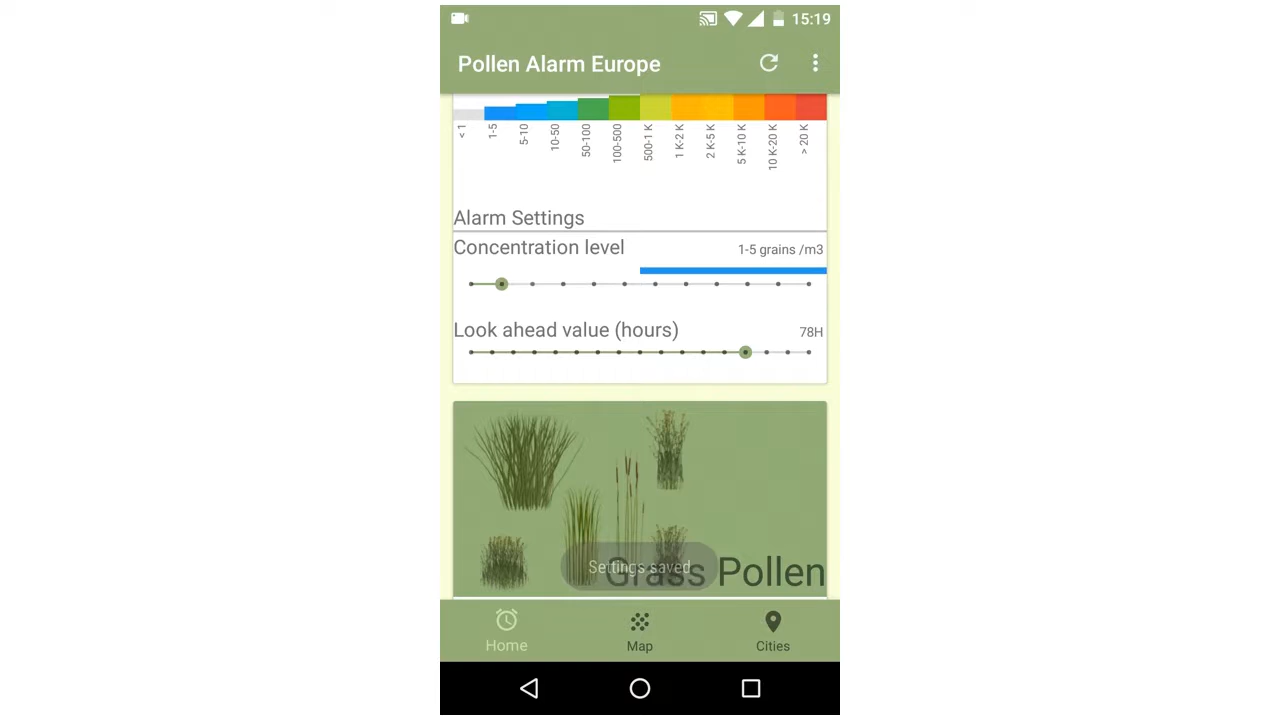 15:19
Pollen Alarm Europe
< 1
1-5
5-10
10-50
50-100
100-500
500-1 K
1 K-2 K
2 K-5 K
5 K-10 K
10 K-20 K
> 20 K
Alarm Settings
Concentration level 1-5 grains /m3
Look ahead value (hours) 78H
Grass Pollen
Settings saved
Home Map Cities